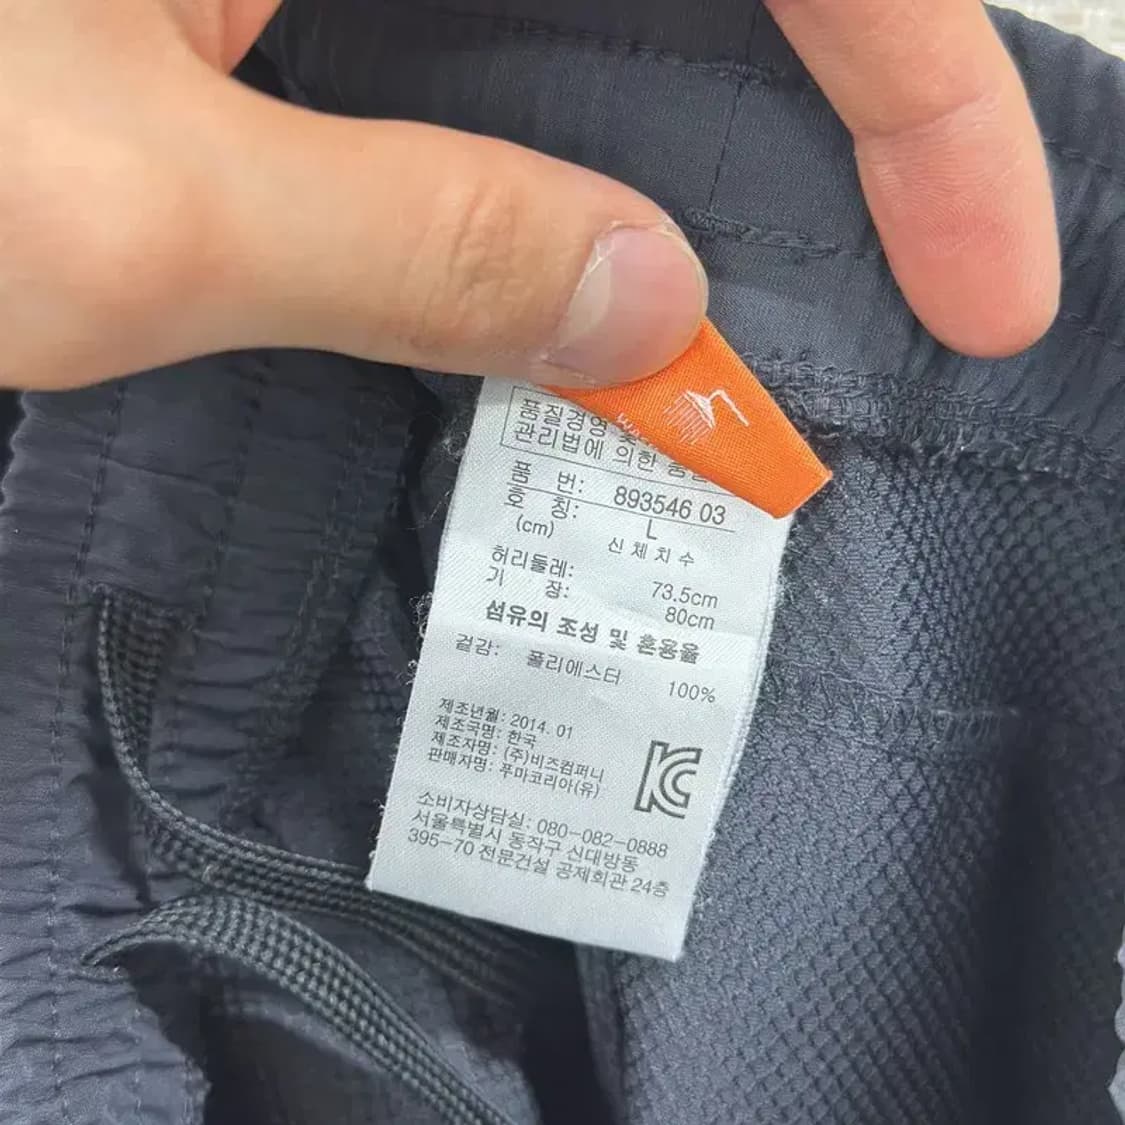 품질경영
관리법에 의한 품
품 번: 893546 03
호 칭: L
(cm) 신체치수
허리둘레: 73.5cm
기 장: 80cm
섬유의 조성 및 혼용율
겉감: 폴리에스터 100%
제조년월: 2014. 01
제조국명: 한국
제조자명: (주)비즈컴퍼니
판매자명: 푸마코리아(유)
소비자상담실: 080-082-0888
서울특별시 동작구 신대방동
395-70 전문건설 공제회관 24층